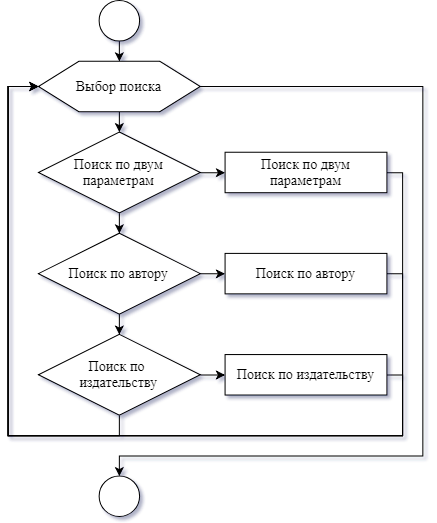 Выбор поиска
Поиск по двум
параметрам
Поиск по двум
параметрам
Поиск по автору
Поиск по автору
Поиск по
издательству
Поиск по издательству